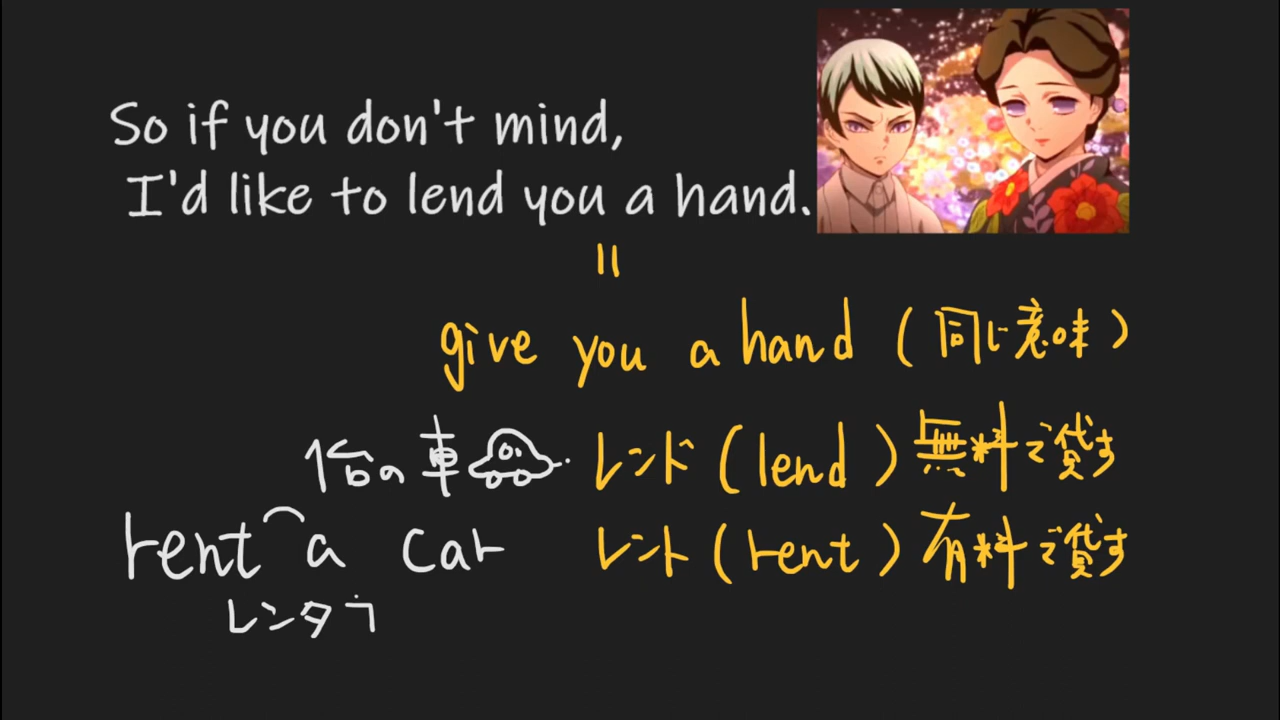 So if you don't mind,
I'd like to lend you a hand.
=
give you a hand (同じ意味)
1台の車 レンド(lend)無料で貸す
rent a car レント(rent)有料で貸す
レンタ